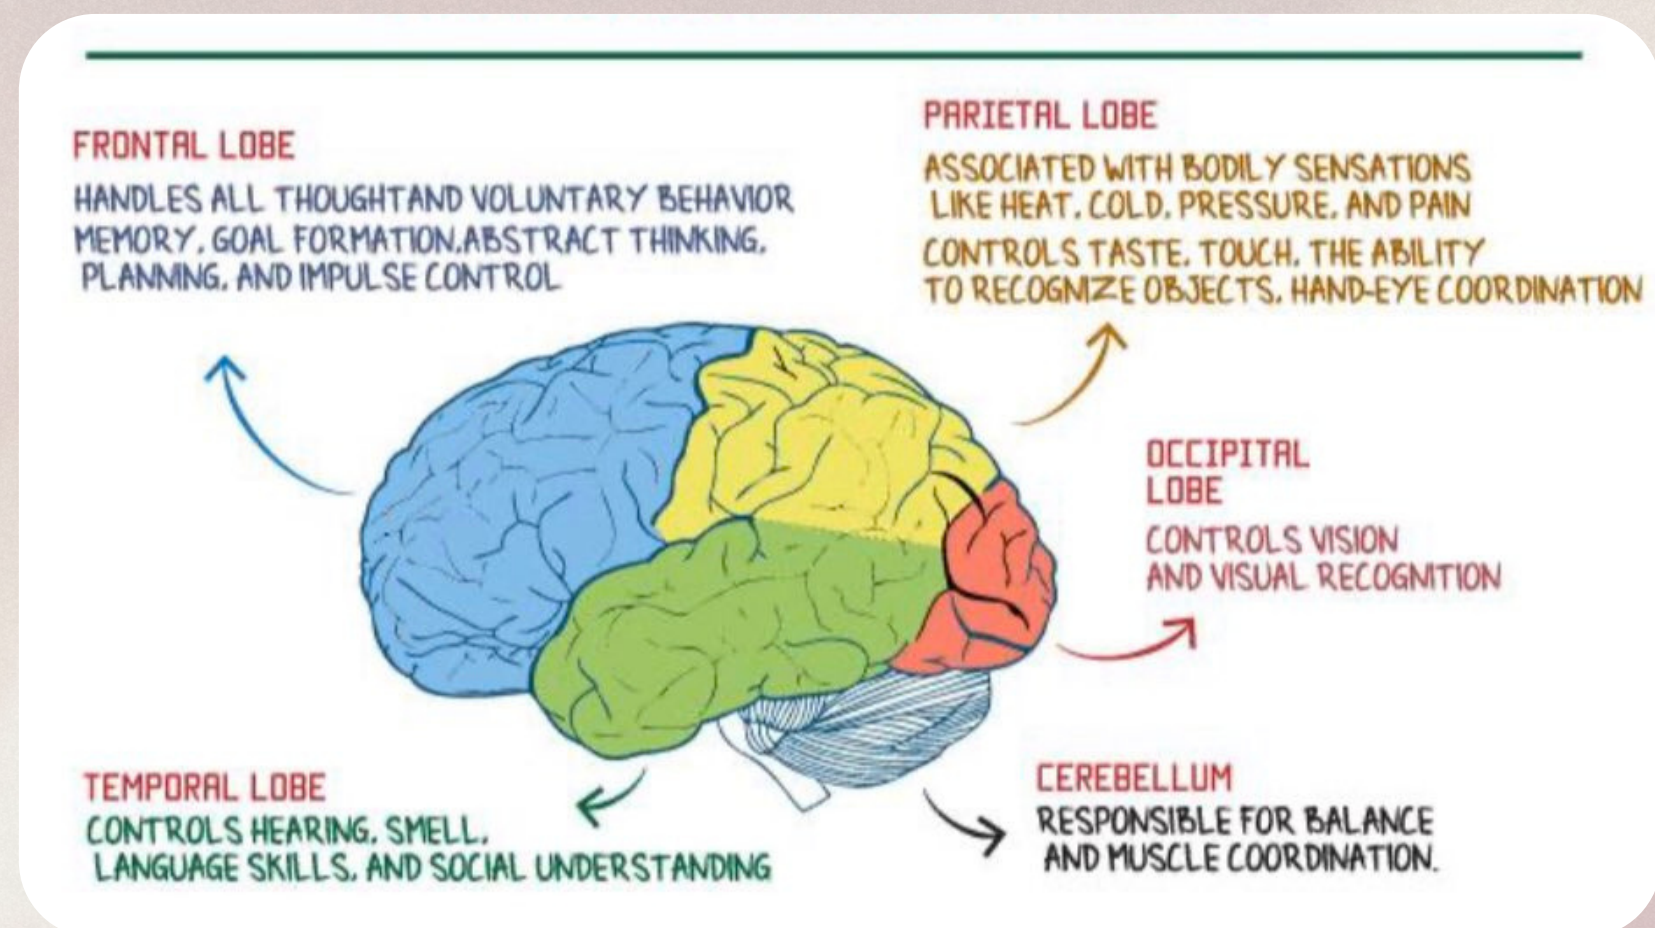 FRONTAL LOBE
HANDLES ALL THOUGHTAND VOLUNTARY BEHAVIOR
MEMORY, GOAL FORMATION,ABSTRACT THINKING,
PLANNING, AND IMPULSE CONTROL
PARIETAL LOBE
ASSOCIATED WITH BODILY SENSATIONS
LIKE HEAT, COLD, PRESSURE, AND PAIN
CONTROLS TASTE, TOUCH, THE ABILITY
TO RECOGNIZE OBJECTS, HAND-EYE COORDINATION
OCCIPITAL
LOBE
CONTROLS VISION
AND VISUAL RECOGNITION
TEMPORAL LOBE
CONTROLS HEARING, SMELL,
LANGUAGE SKILLS, AND SOCIAL UNDERSTANDING
CEREBELLUM
RESPONSIBLE FOR BALANCE
AND MUSCLE COORDINATION.